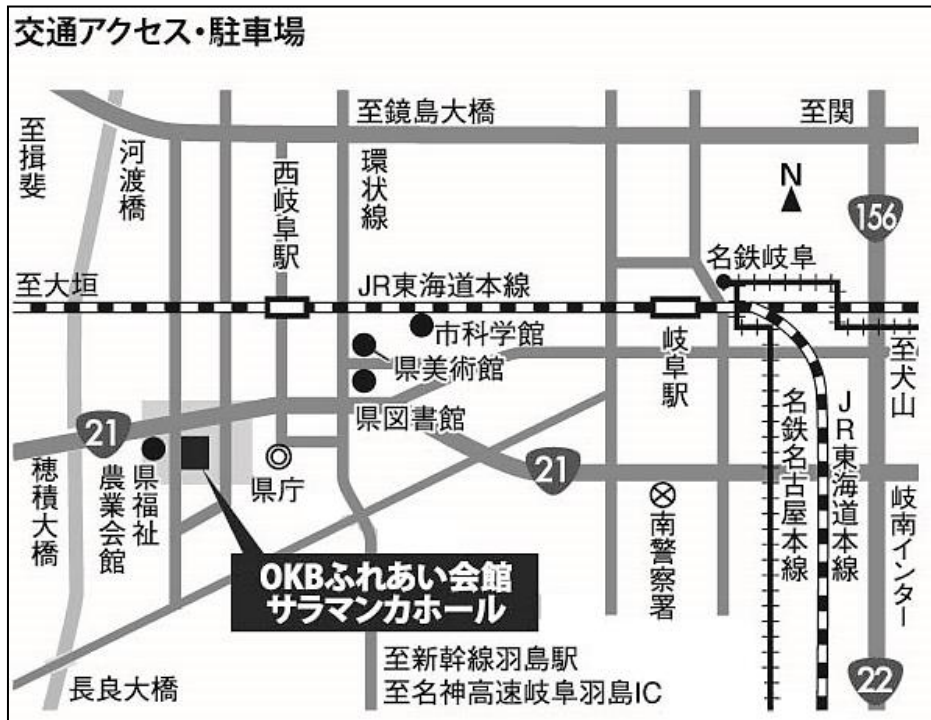 交通アクセス・駐車場
至鏡島大橋
至関
至揖斐
河渡橋
西岐阜駅
環状線
N
156
名鉄岐阜
至大垣
JR東海道本線
市科学館
県美術館
岐阜駅
至犬山
県図書館
21
21
穂積大橋
県福祉
農業会館
県庁
南警察署
名鉄名古屋本線
JR東海道本線
岐南インター
OKBふれあい会館
サラマンカホール
至新幹線羽島駅
至名神高速岐阜羽島IC
長良大橋
22